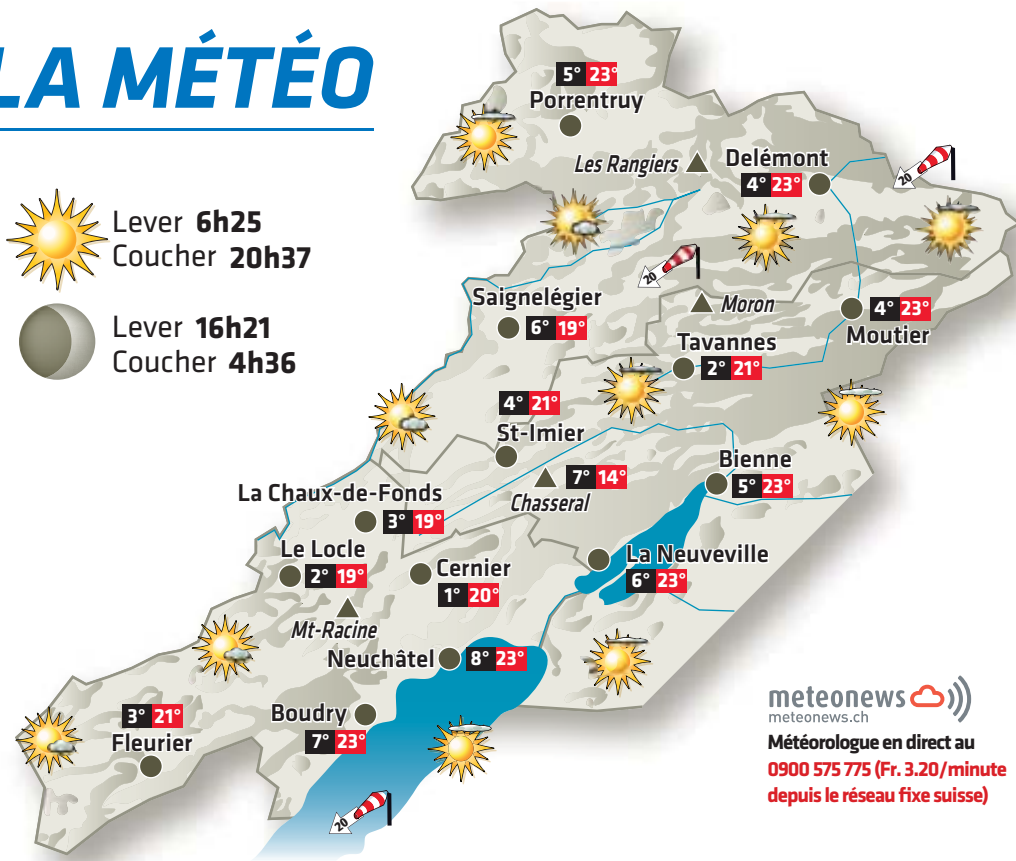 LA MÉTÉO
Lever 6h25
Coucher 20h37
Lever 16h21
Coucher 4h36
5° 23°
Porrentruy
Les Rangiers
Delémont
4° 23°
20
20
Saignelégier
6° 19°
Moron
4° 23°
Moutier
Tavannes
2° 21°
4° 21°
St-Imier
7° 14°
Chasseral
Bienne
5° 23°
La Chaux-de-Fonds
3° 19°
Le Locle
2° 19°
Cernier
1° 20°
La Neuveville
6° 23°
Mt-Racine
Neuchâtel 8° 23°
Boudry
7° 23°
3° 21°
Fleurier
20
meteonews
meteonews.ch
Météorologue en direct au
0900 575 775 (Fr. 3.20/minute
depuis le réseau fixe suisse)